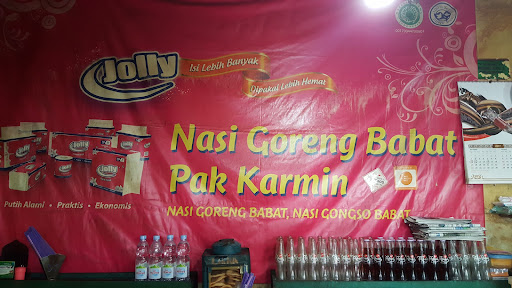 Jolly
Isi Lebih Banyak
Dipakai Lebih Hemat
Nasi Goreng Babat
Pak Karmin
NASI GORENG BABAT, NASI GONGSO BABAT
Jolly
Putih Alami • Praktis • Ekonomis